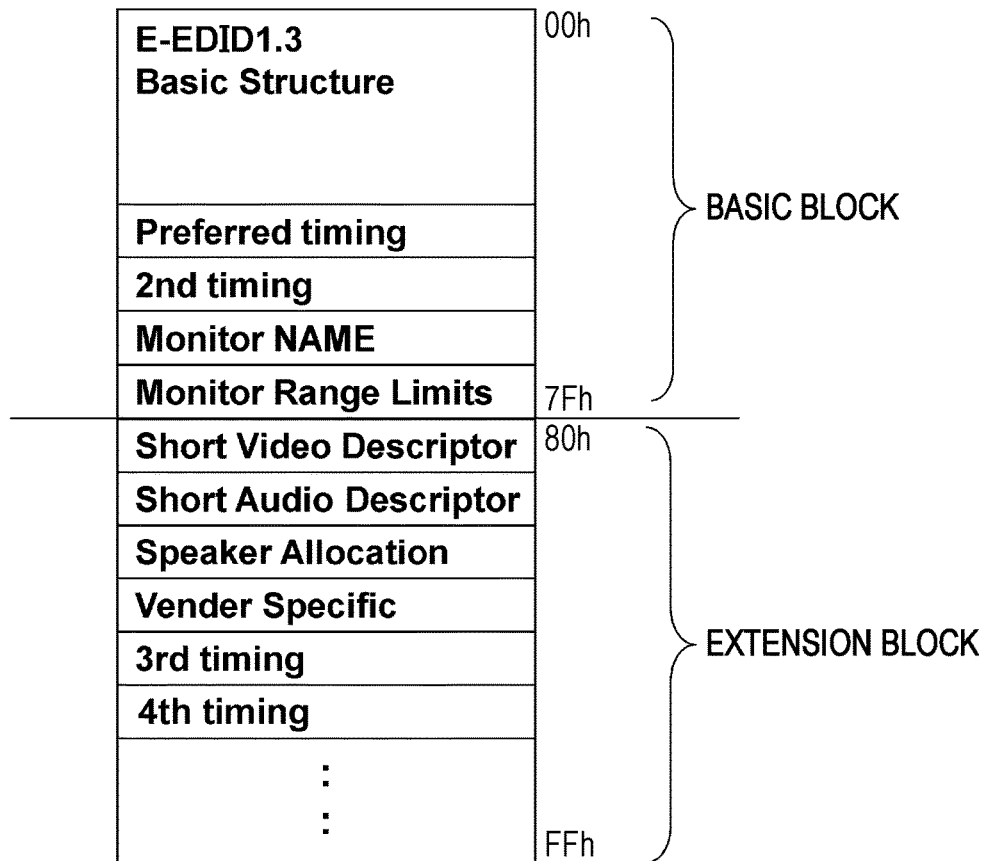 E-EDID1.3
Basic Structure
00h
Preferred timing
2nd timing
Monitor NAME
Monitor Range Limits
7Fh
BASIC BLOCK
80h
Short Video Descriptor
Short Audio Descriptor
Speaker Allocation
Vender Specific
3rd timing
4th timing
:
:
FFh
EXTENSION BLOCK